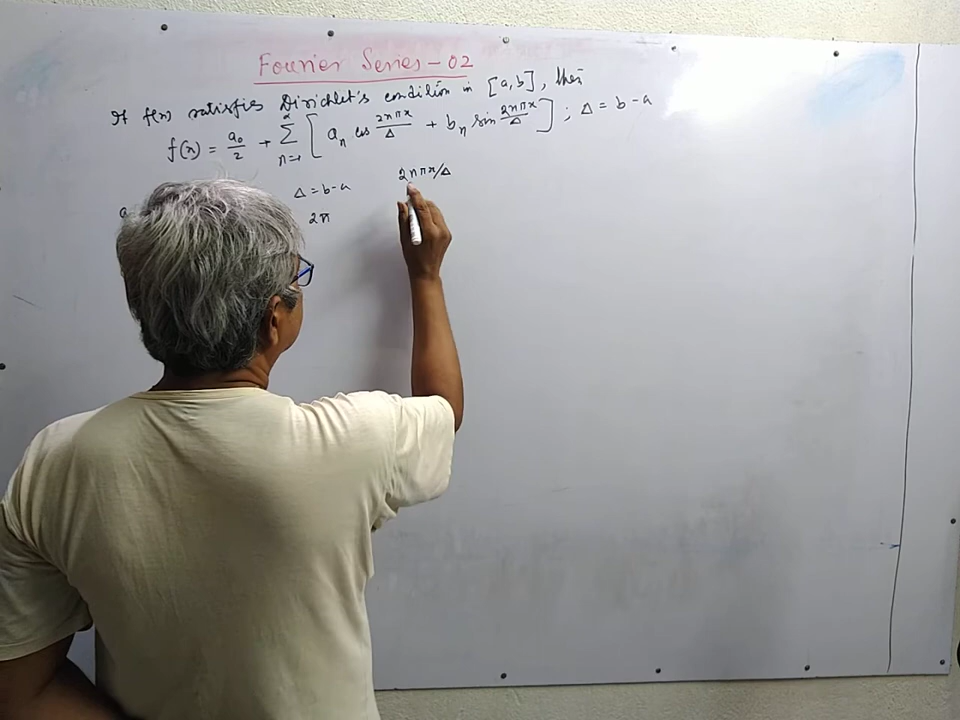 Fourier Series - 02
If f(x) satisfies Dirichlet's condition in [a,b], then
f(x) = a₀/2 + ∑_{n=1}^{∝} [ aₙ cos 2nπx/Δ + bₙ sin 2nπx/Δ ] ; Δ = b - a
Δ = b - a 2nπx/Δ
a 2π